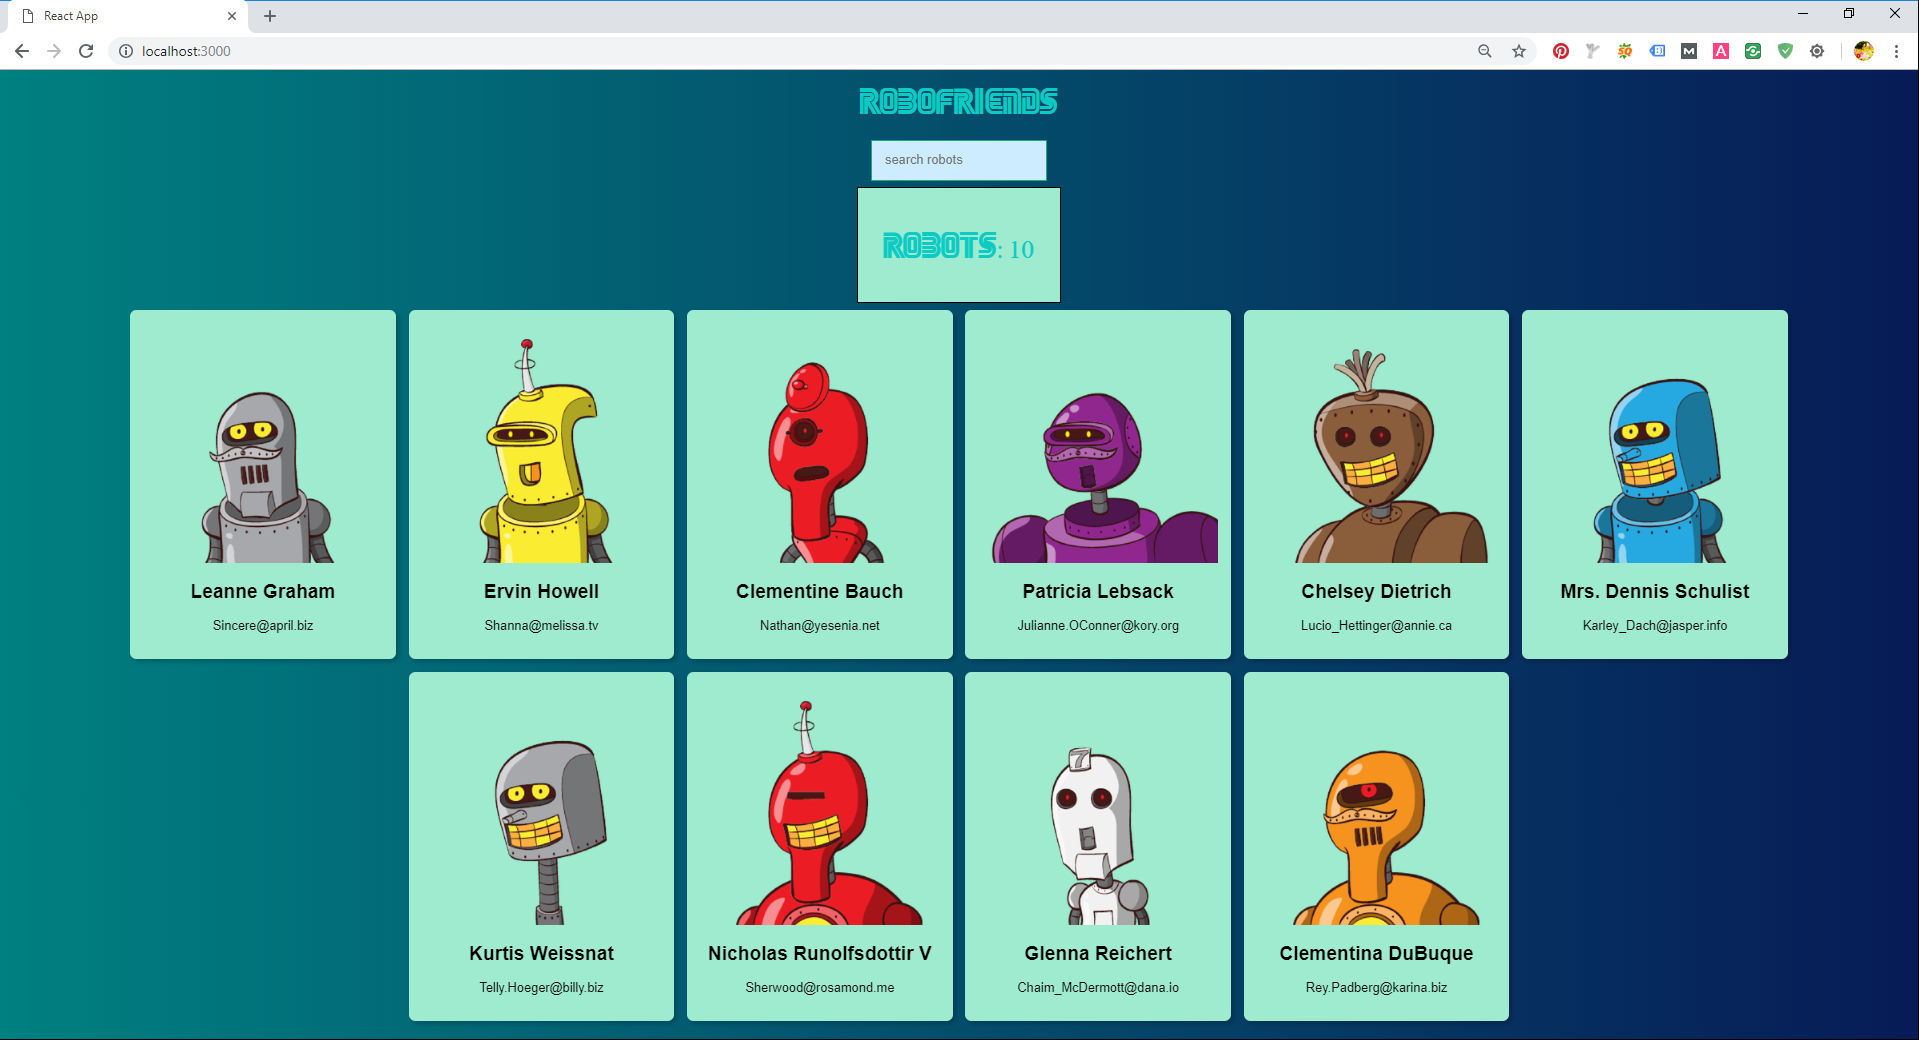 React App
localhost:3000
ROBOFRIENDS
search robots
ROBOTS: 10
Leanne Graham
Sincere@april.biz
Ervin Howell
Shanna@melissa.tv
Clementine Bauch
Nathan@yesenia.net
Patricia Lebsack
Julianne.OConner@kory.org
Chelsey Dietrich
Lucio_Hettinger@annie.ca
Mrs. Dennis Schulist
Karley_Dach@jasper.info
7
Kurtis Weissnat
Telly.Hoeger@billy.biz
Nicholas Runolfsdottir V
Sherwood@rosamond.me
Glenna Reichert
Chaim_McDermott@dana.io
Clementina DuBuque
Rey.Padberg@karina.biz